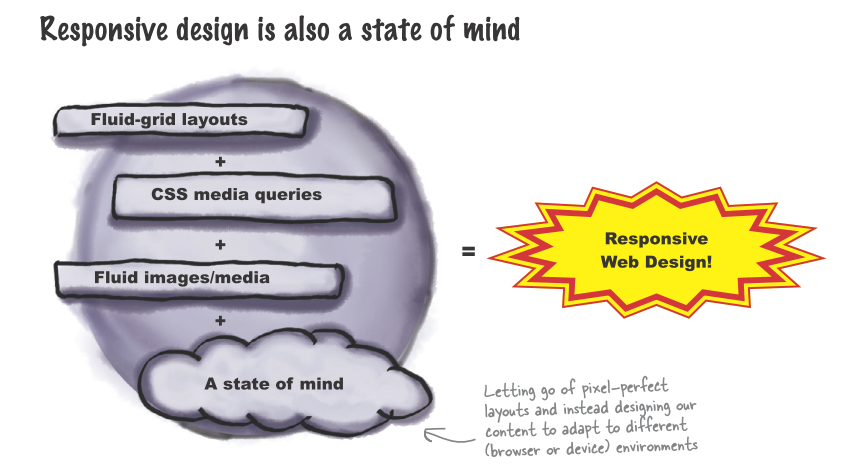 Responsive design is also a state of mind
Fluid-grid layouts
+
CSS media queries
+
Fluid images/media
+
A state of mind
=
Responsive
Web Design!
Letting go of pixel-perfect
layouts and instead designing our
content to adapt to different
(browser or device) environments